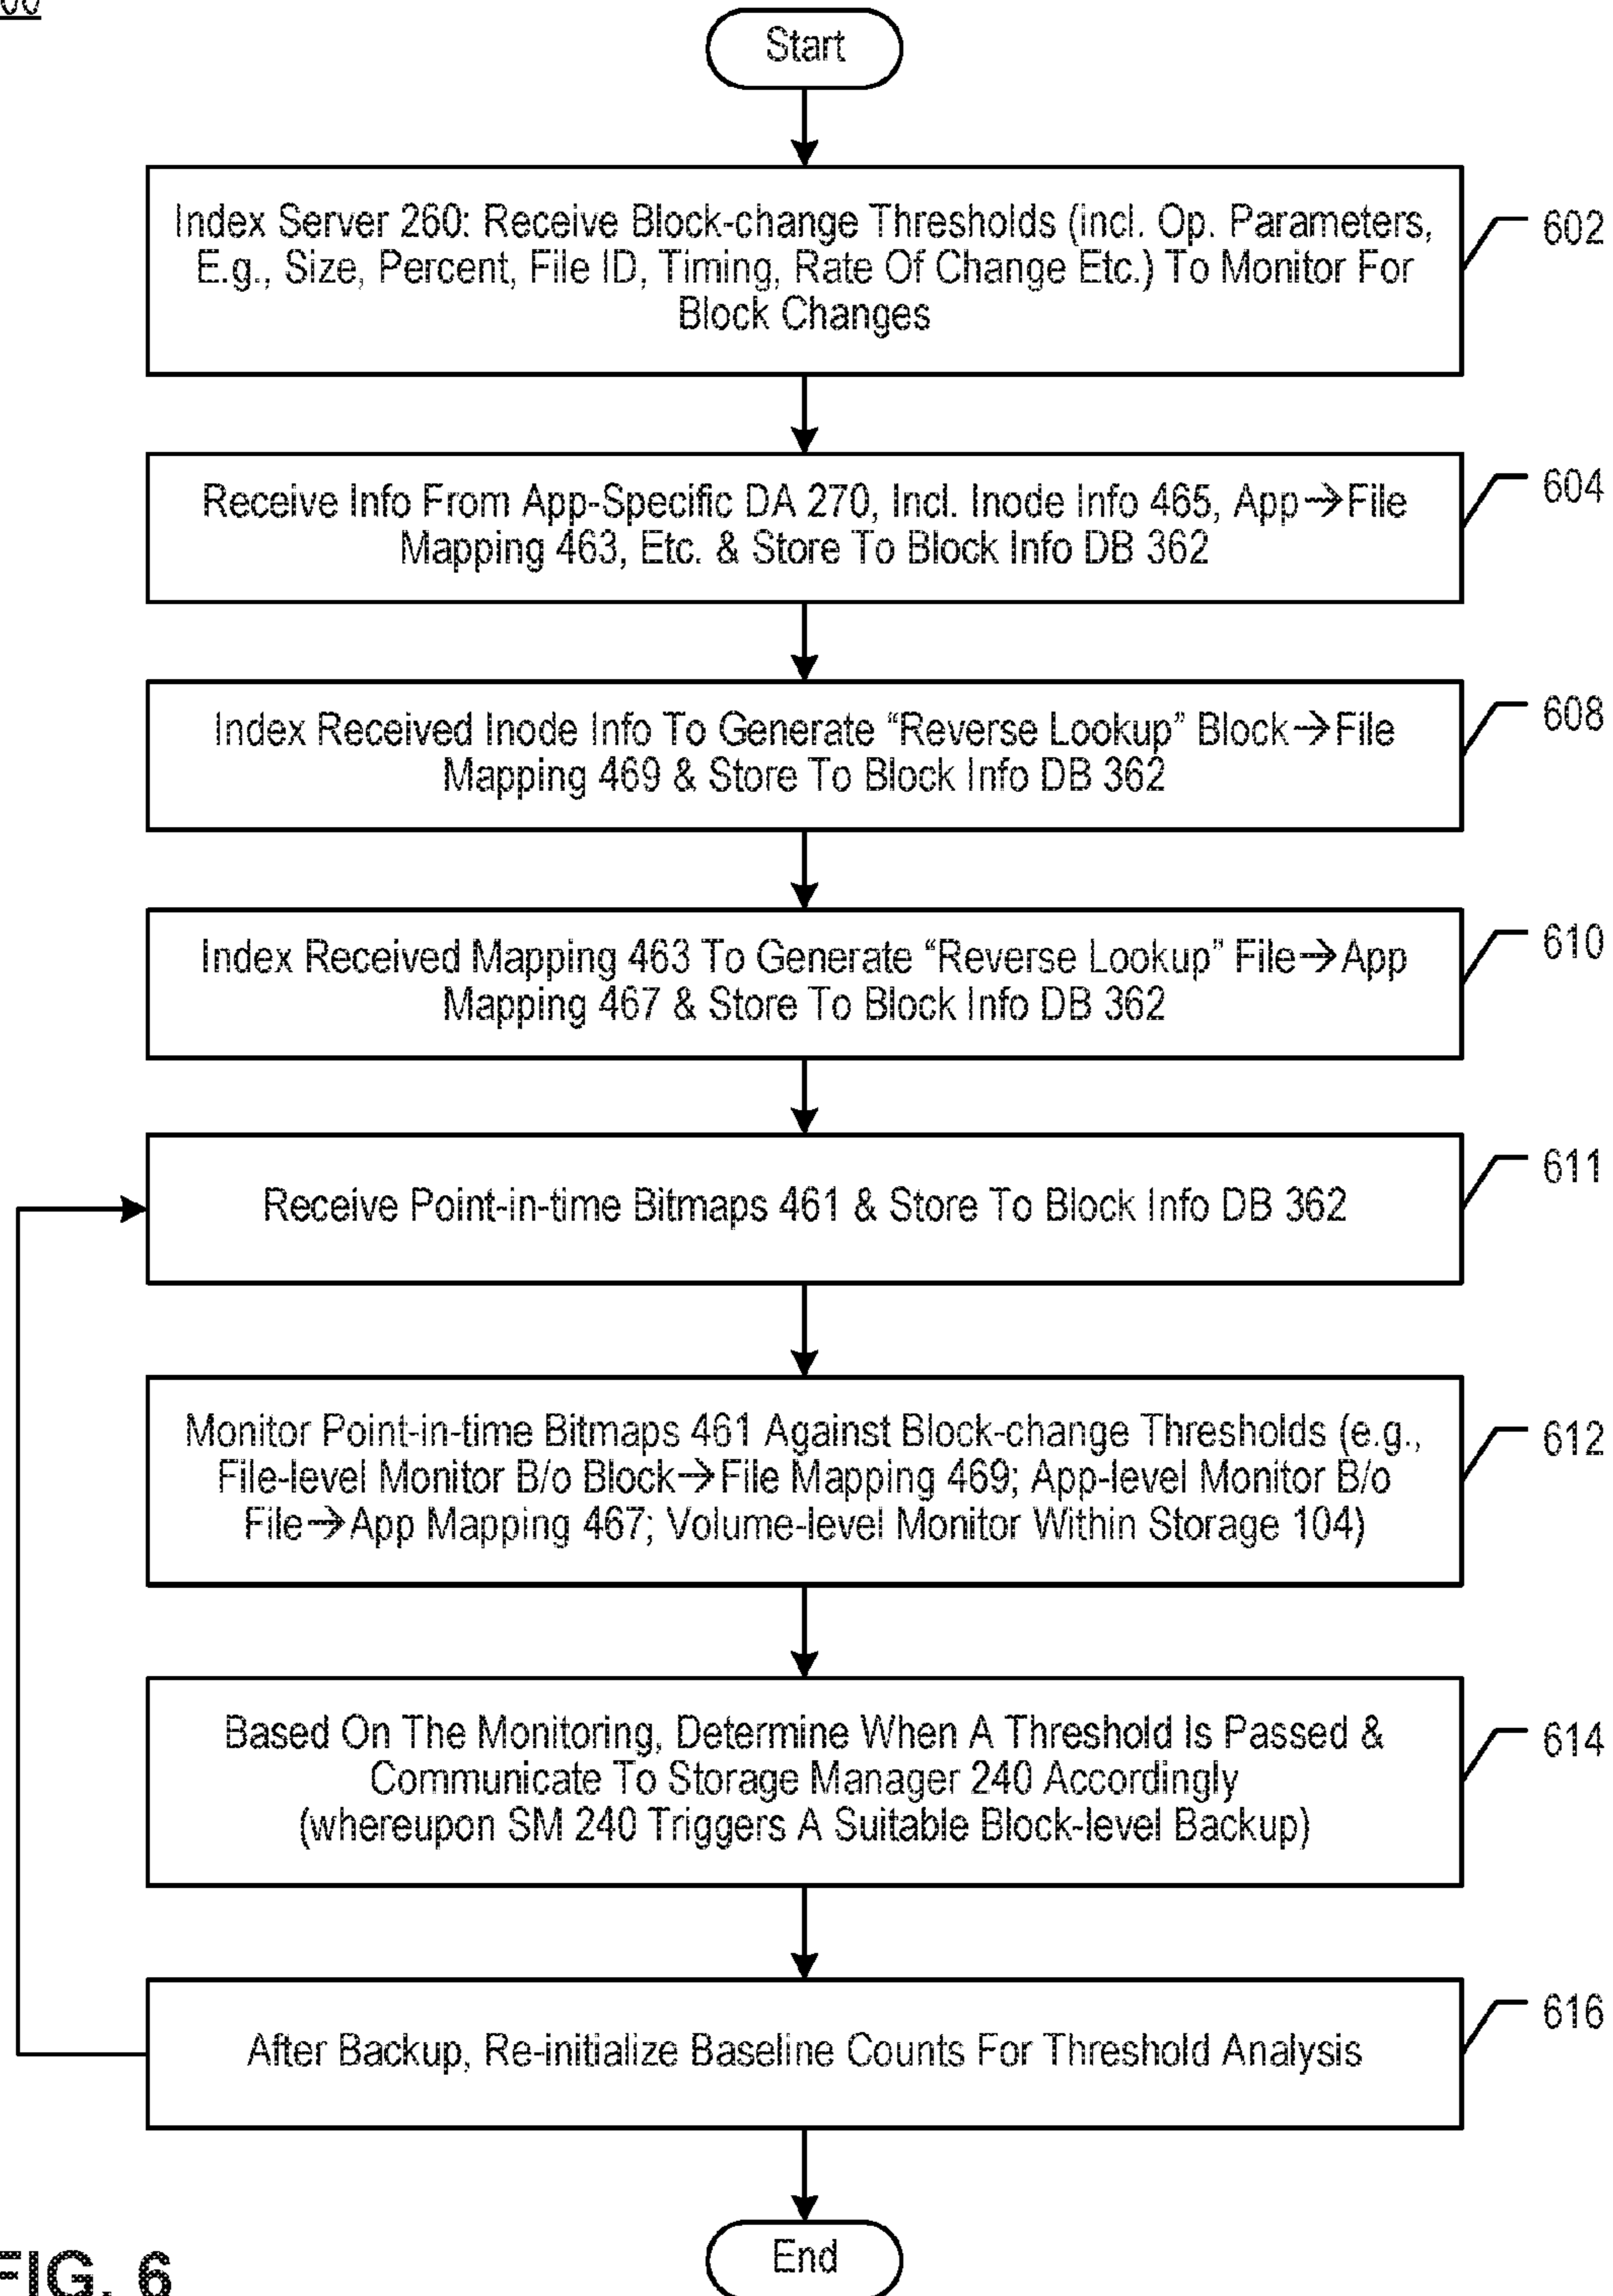 Start
Index Server 260: Receive Block-change Thresholds (incl. Op. Parameters,
E.g., Size, Percent, File ID, Timing, Rate Of Change Etc.) To Monitor For
Block Changes
602
Receive Info From App-Specific DA 270, Incl. Inode Info 465, App→File
Mapping 463, Etc. & Store To Block Info DB 362
604
Index Received Inode Info To Generate “Reverse Lookup” Block→File
Mapping 469 & Store To Block Info DB 362
608
Index Received Mapping 463 To Generate “Reverse Lookup” File→App
Mapping 467 & Store To Block Info DB 362
610
Receive Point-in-time Bitmaps 461 & Store To Block Info DB 362
611
Monitor Point-in-time Bitmaps 461 Against Block-change Thresholds (e.g.,
File-level Monitor B/o Block→File Mapping 469; App-level Monitor B/o
File→App Mapping 467; Volume-level Monitor Within Storage 104)
612
Based On The Monitoring, Determine When A Threshold Is Passed &
Communicate To Storage Manager 240 Accordingly
(whereupon SM 240 Triggers A Suitable Block-level Backup)
614
After Backup, Re-initialize Baseline Counts For Threshold Analysis
616
End
FIG. 6